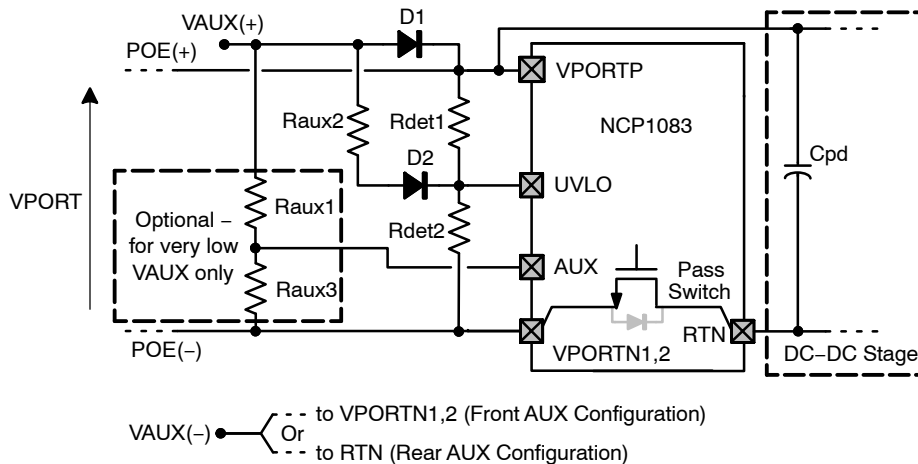 D1
VAUX(+)
POE(+)
VPORTP
Raux2
Rdet1
NCP1083
Cpd
D2
UVLO
VPORT
Optional –
for very low
VAUX only
Raux1
Rdet2
AUX
Pass
Switch
Raux3
RTN
POE(–)
VPORTN1,2
DC–DC Stage
to VPORTN1,2 (Front AUX Configuration)
VAUX(–)
Or
to RTN (Rear AUX Configuration)